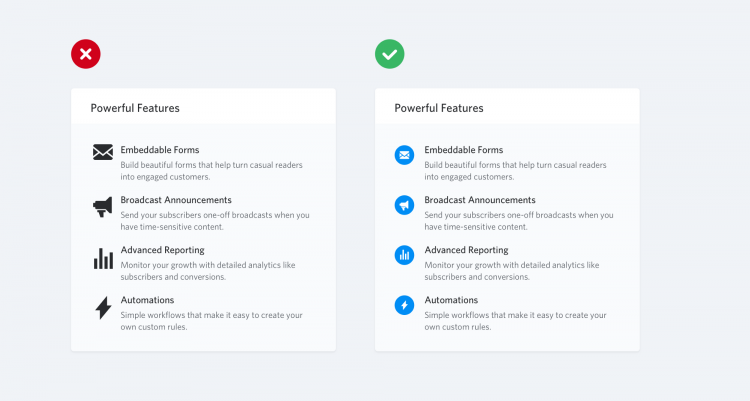 Powerful Features
Embeddable Forms
Build beautiful forms that help turn casual readers
into engaged customers.
Broadcast Announcements
Send your subscribers one-off broadcasts when you
have time-sensitive content.
Advanced Reporting
Monitor your growth with detailed analytics like
subscribers and conversions.
Automations
Simple workflows that make it easy to create your
own custom rules.
Powerful Features
Embeddable Forms
Build beautiful forms that help turn casual readers
into engaged customers.
Broadcast Announcements
Send your subscribers one-off broadcasts when you
have time-sensitive content.
Advanced Reporting
Monitor your growth with detailed analytics like
subscribers and conversions.
Automations
Simple workflows that make it easy to create your
own custom rules.